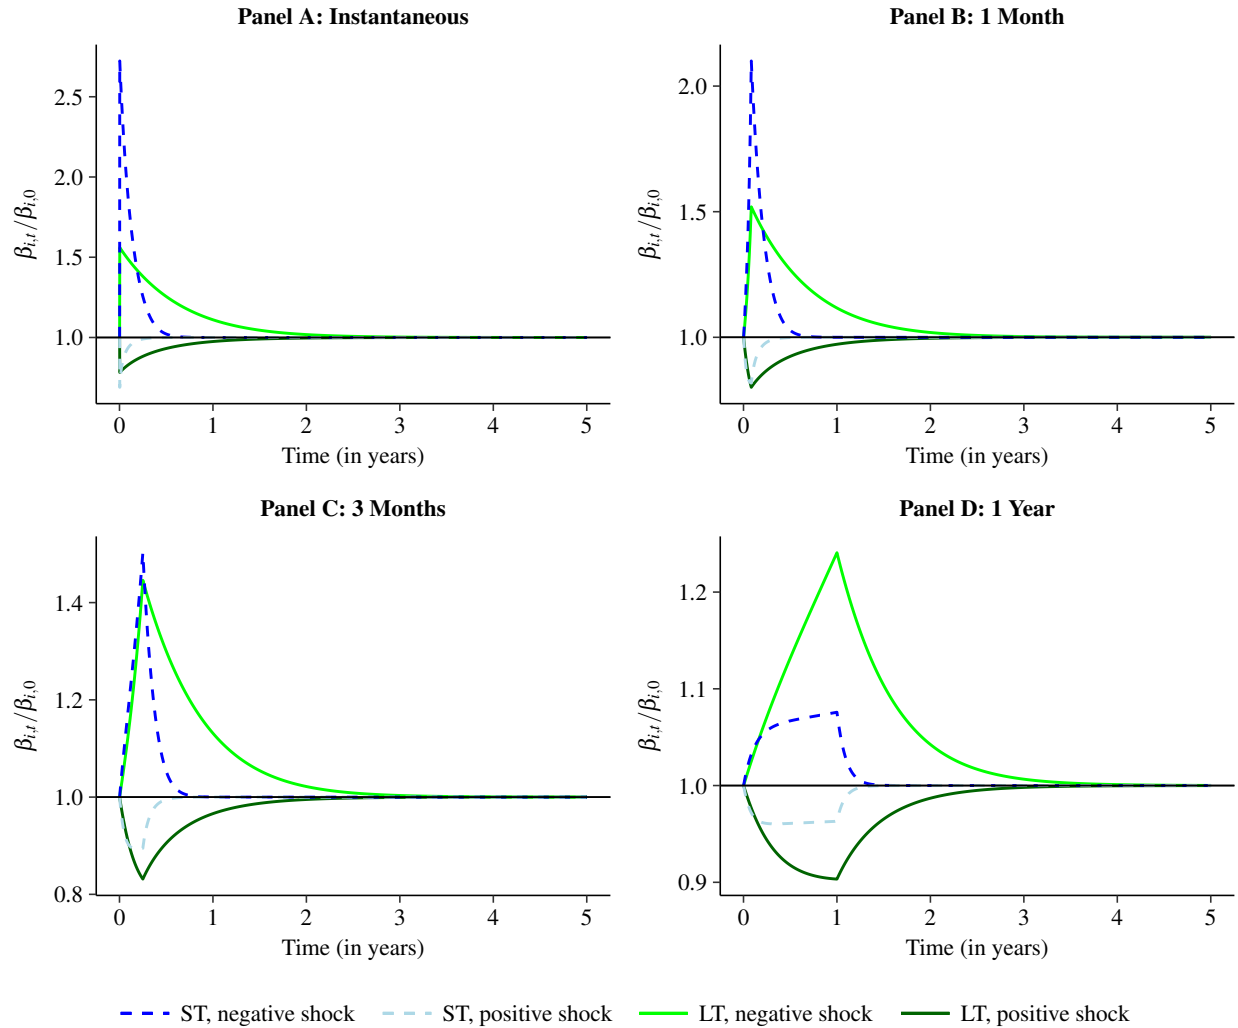 Panel A: Instantaneous
2.5
2.0
1.5
1.0
β_{i,t}/β_{i,0}
0 1 2 3 4 5
Time (in years)
Panel B: 1 Month
2.0
1.5
1.0
β_{i,t}/β_{i,0}
0 1 2 3 4 5
Time (in years)
Panel C: 3 Months
1.4
1.2
1.0
0.8
β_{i,t}/β_{i,0}
0 1 2 3 4 5
Time (in years)
Panel D: 1 Year
1.2
1.1
1.0
0.9
β_{i,t}/β_{i,0}
0 1 2 3 4 5
Time (in years)
ST, negative shock ST, positive shock LT, negative shock LT, positive shock